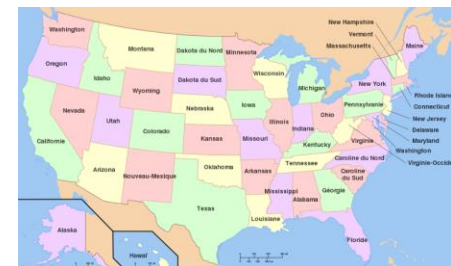 New Hampshire
Vermont
Massachusetts
Washington
Montana
Dakota du Nord
Minnesota
Maine
Oregon
Idaho
Wyoming
Dakota du Sud
Wisconsin
Michigan
New York
Rhode Island
Connecticut
New Jersey
Delaware
Maryland
Washington
Virginie-Occide
Nevada
Utah
Colorado
Nebraska
Iowa
Illinois
Indiana
Ohio
Pennsylvanie
Californie
Kansas
Missouri
Kentucky
Virginie
Arizona
Nouveau-Mexique
Oklahoma
Arkansas
Tennessee
Caroline du Nord
Caroline
du Sud
Texas
Louisiane
Mississippi
Alabama
Géorgie
Floride
Alaska
Hawaï